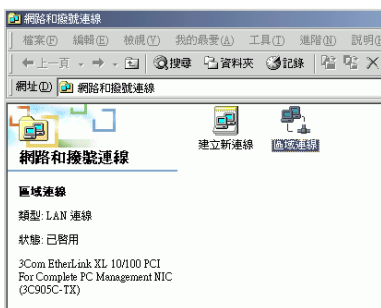 網路和撥號連線
檔案(F) 編輯(E) 檢視(V) 我的最愛(A) 工具(T) 進階(N) 說明(
上一頁 搜尋 資料夾 記錄
網址(D) 網路和撥號連線
網路和撥號連線
建立新連線 區域連線
區域連線
類型: LAN 連線
狀態: 已啓用
3Com EtherLink XL 10/100 PCI
For Complete PC Management NIC
(3C905C-TX)